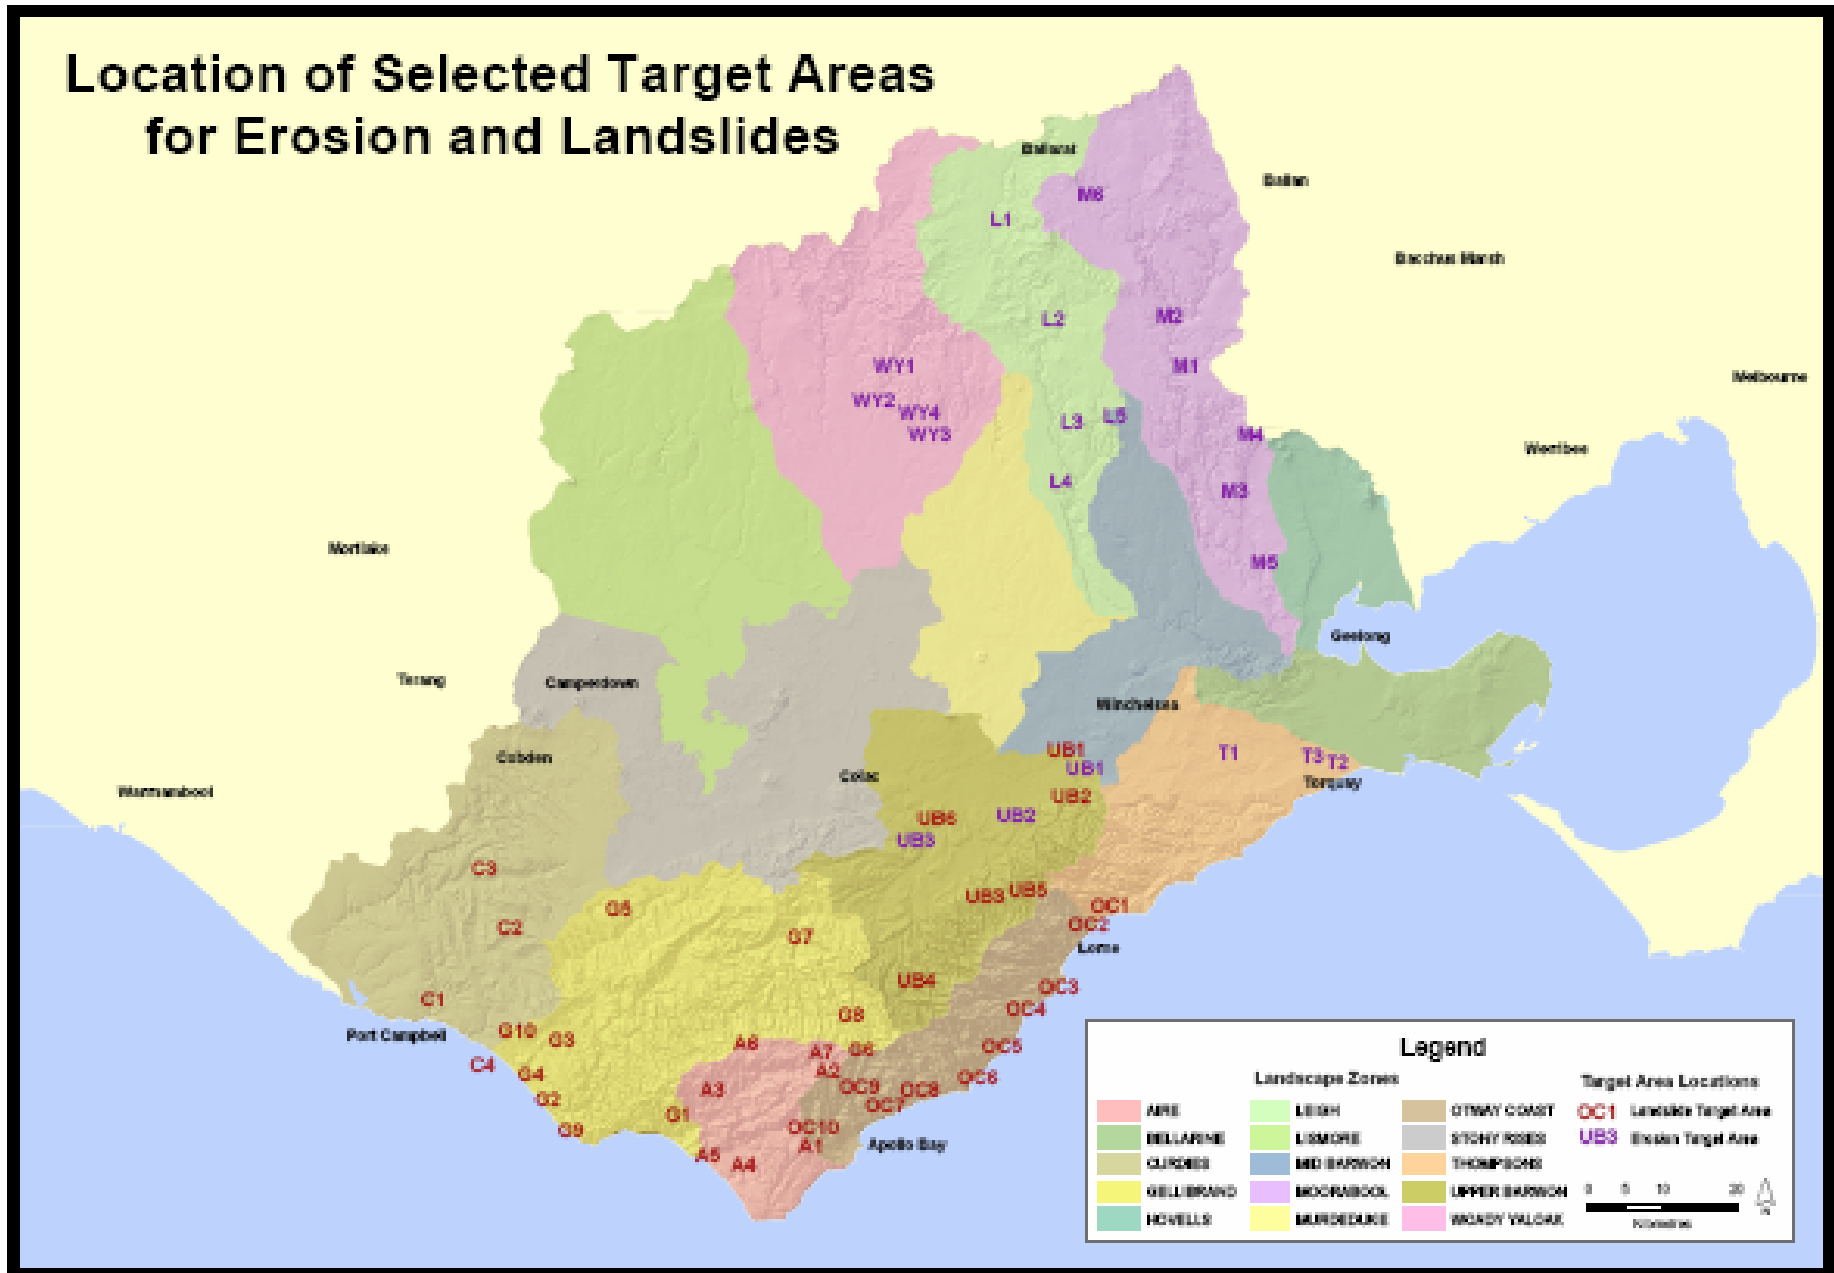 Location of Selected Target Areas
for Erosion and Landslides
Ballarat
Ballan
M6
L1
Bacchus Marsh
L2
M2
WY1
M1
Melbourne
WY2
WY4
L3
L5
WY3
M4
Werribee
L4
M3
Mortlake
M5
Geelong
Terang
Camperdown
Winchelsea
Cobden
UB1
T1
T3
T2
Colac
UB1
Torquay
Warrnambool
UB2
UB6
UB2
UB3
C3
UB3
UB5
G5
OC1
C2
G7
OC2
Lorne
UB4
OC3
C1
G8
OC4
Port Campbell
G10
G3
A6
A7
G6
OC5
C4
G4
A2
OC6
G2
A3
OC9
OC8
G1
OC7
G9
OC10
A5
A4
A1
Apollo Bay
Legend
Landscape Zones
Target Area Locations
AIRE
LEIGH
OTWAY COAST
OC1
Landslide Target Area
BELLARINE
LISMORE
STONY RISES
UB3
Erosion Target Area
CURDIES
MID BARWON
THOMPSONS
GELLIBRAND
MOORABOOL
UPPER BARWON
0 5 10 20
HOVELLS
MURDEDUKE
WOADY YALOAK
Kilometres
N